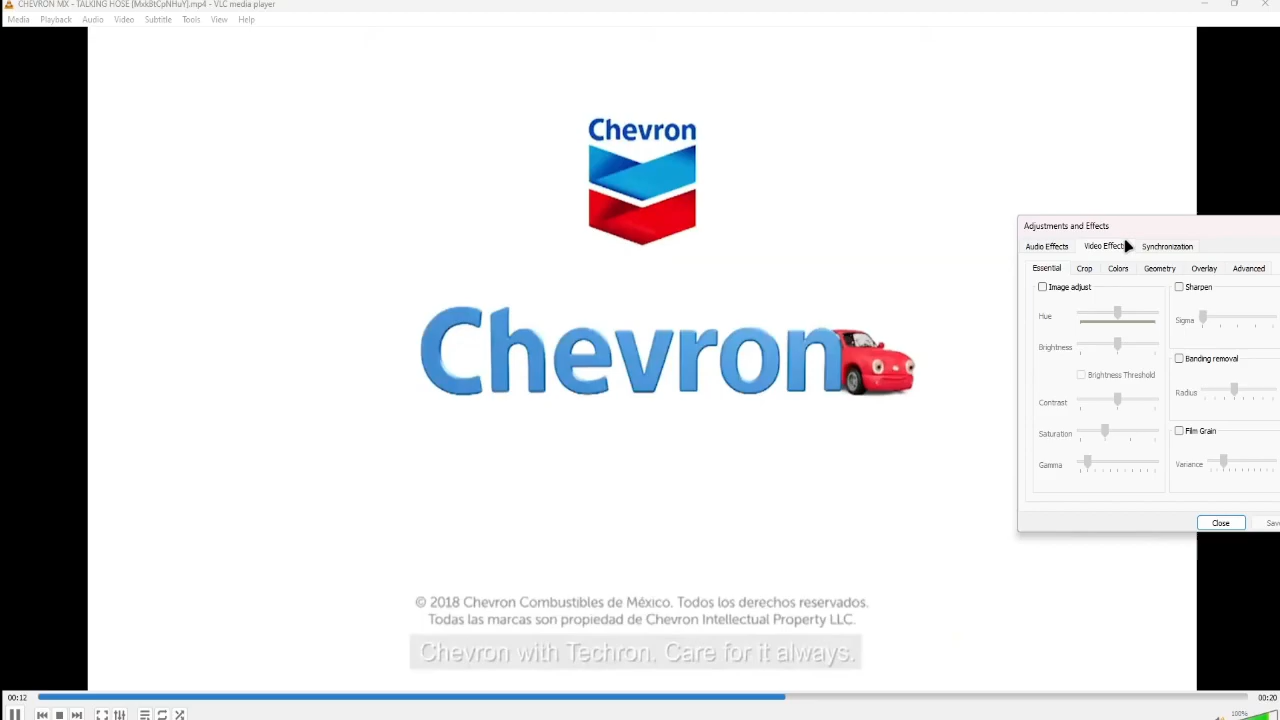 CHEVRON MX - TALKING HOSE [MxkBtCpNHuY].mp4 - VLC media player
Media Playback Audio Video Subtitle Tools View Help
Chevron
Chevron
Adjustments and Effects
Audio Effects Video Effects Synchronization
Essential Crop Colors Geometry Overlay Advanced
Image adjust
Hue
Brightness
Brightness Threshold
Contrast
Saturation
Gamma
Sharpen
Sigma
Banding removal
Radius
Film Grain
Variance
Close
© 2018 Chevron Combustibles de México. Todos los derechos reservados.
Todas las marcas son propiedad de Chevron Intellectual Property LLC.
Chevron with Techron. Care for it always.
00:12
00:20
100%